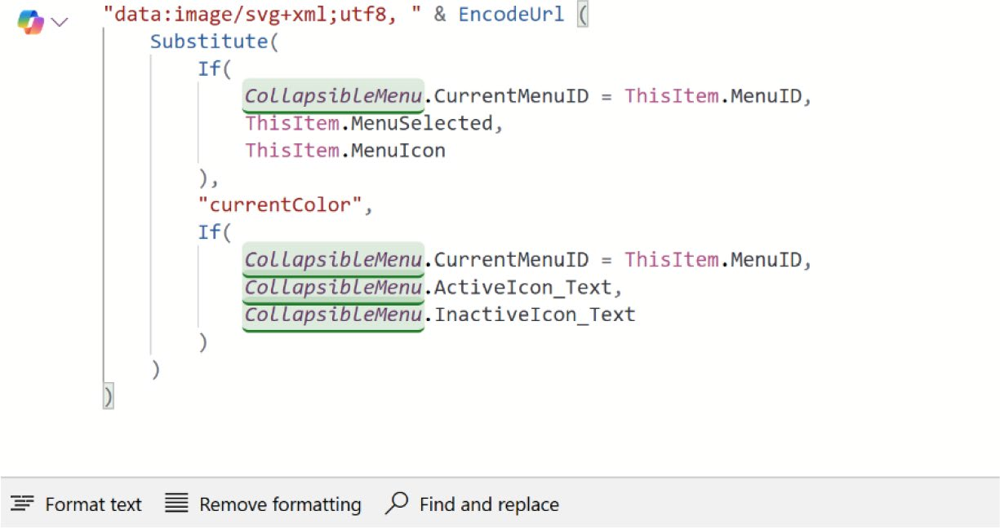 "data:image/svg+xml;utf8, " & EncodeUrl (
Substitute(
If(
CollapsibleMenu.CurrentMenuID = ThisItem.MenuID,
ThisItem.MenuSelected,
ThisItem.MenuIcon
),
"currentColor",
If(
CollapsibleMenu.CurrentMenuID = ThisItem.MenuID,
CollapsibleMenu.ActiveIcon_Text,
CollapsibleMenu.InactiveIcon_Text
)
)
)
Format text Remove formatting Find and replace